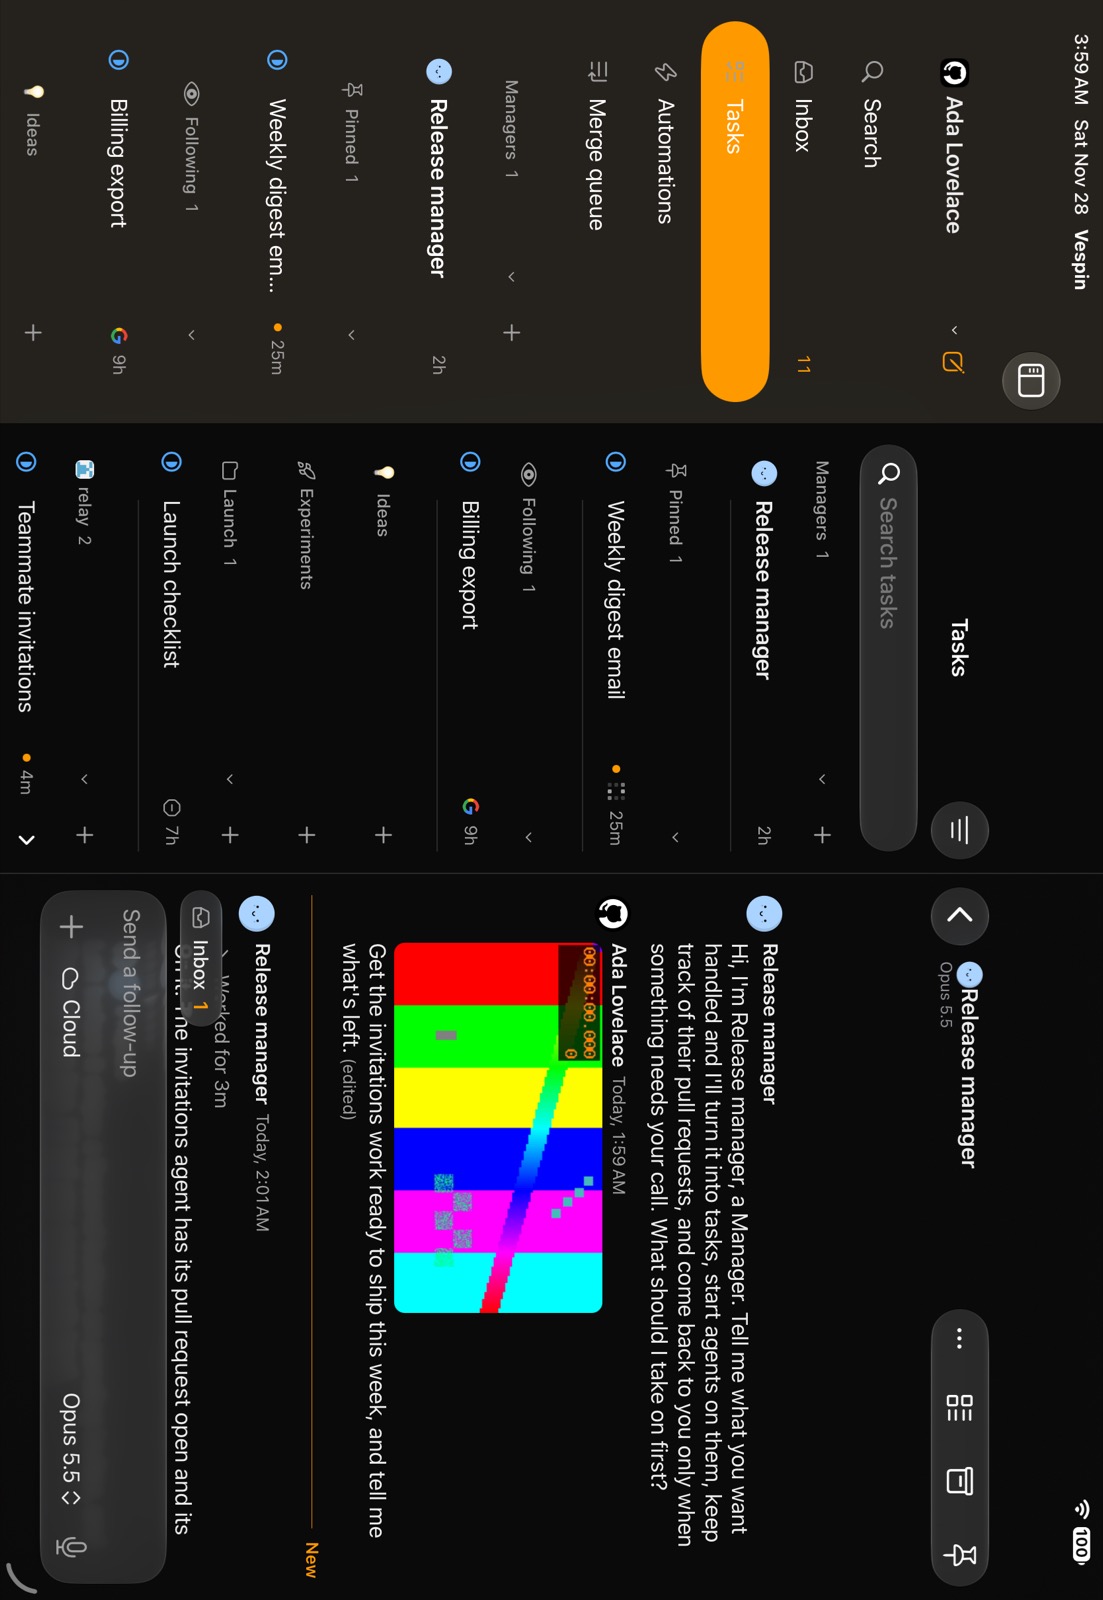 3:59 AM Sat Nov 28 Vespin
100
Ada Lovelace
Search
Inbox 11
Tasks
Automations
Merge queue
Managers 1
Release manager 2h
Pinned 1
Weekly digest em... 25m
Following 1
Billing export 9h
Ideas
Tasks
Search tasks
Managers 1
Release manager 2h
Pinned 1
Weekly digest email 25m
Following 1
Billing export 9h
Ideas
Experiments
Launch 1
Launch checklist 7h
relay 2
Teammate invitations 4m
Release manager
Opus 5.5
Release manager
Hi, I'm Release manager, a Manager. Tell me what you want
handled and I'll turn it into tasks, start agents on them, keep
track of their pull requests, and come back to you only when
something needs your call. What should I take on first?
Ada Lovelace Today, 1:59 AM
00:00:00.000
0
Get the invitations work ready to ship this week, and tell me
what's left. (edited)
New
Release manager Today, 2:01 AM
Worked for 3m
Inbox 1
The invitations agent has its pull request open and its
Send a follow-up
Cloud
Opus 5.5